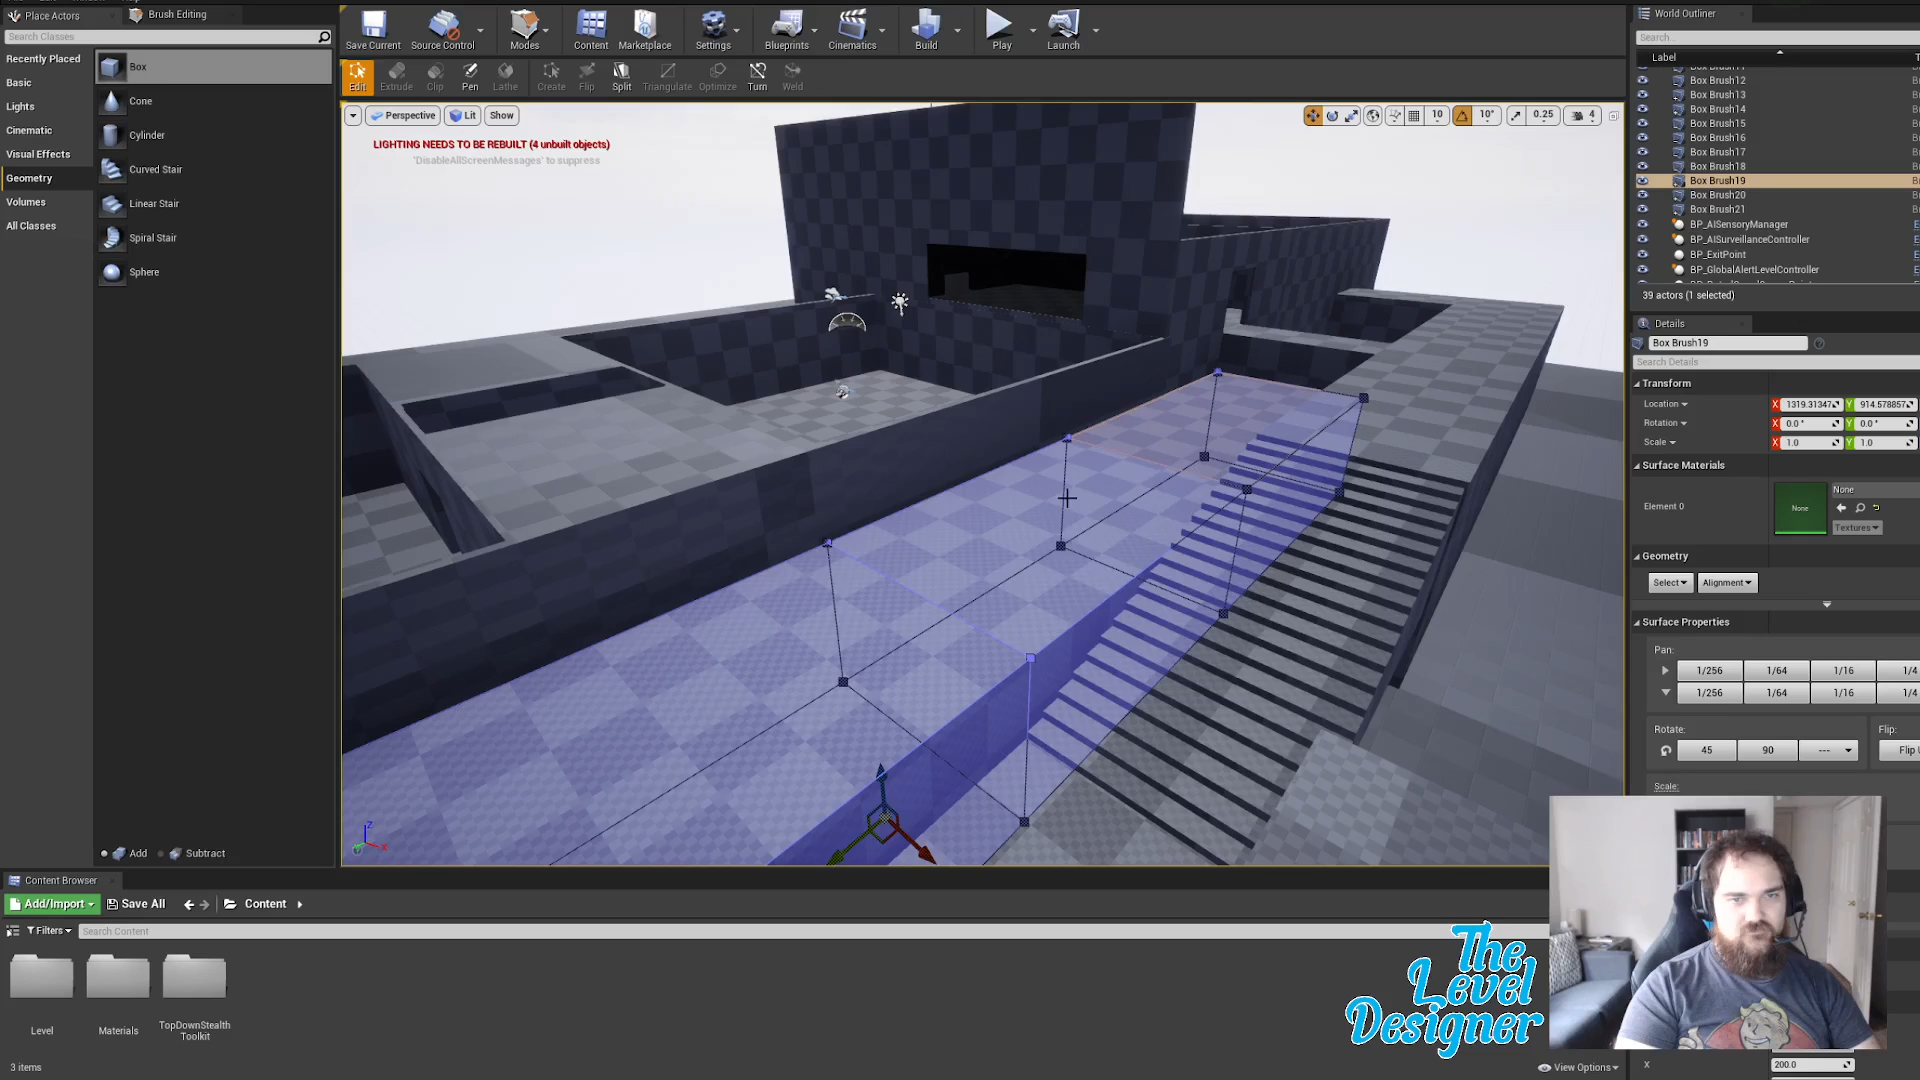 Place Actors
Brush Editing
Search Classes
Recently Placed
Basic
Lights
Cinematic
Visual Effects
Geometry
Volumes
All Classes
Box
Cone
Cylinder
Curved Stair
Linear Stair
Spiral Stair
Sphere
Add
Subtract
Save Current
Source Control
Modes
Content
Marketplace
Settings
Blueprints
Cinematics
Build
Play
Launch
Edit
Extrude
Clip
Pen
Lathe
Create
Flip
Split
Triangulate
Optimize
Turn
Weld
Perspective
Lit
Show
10
10°
0.25
4
LIGHTING NEEDS TO BE REBUILT (4 unbuilt objects)
'DisableAllScreenMessages' to suppress
World Outliner
Search...
Label
Box Brush12
Box Brush13
Box Brush14
Box Brush15
Box Brush16
Box Brush17
Box Brush18
Box Brush19
Box Brush20
Box Brush21
BP_AISensoryManager
BP_AISurveillanceController
BP_ExitPoint
BP_GlobalAlertLevelController
39 actors (1 selected)
Details
Box Brush19
Search Details
Transform
Location X 1319.31347 Y 914.578857
Rotation X 0.0° Y 0.0°
Scale X 1.0 Y 1.0
Surface Materials
Element 0
None
None
Textures
Geometry
Select
Alignment
Surface Properties
Pan:
1/256 1/64 1/16 1/4
1/256 1/64 1/16 1/4
Rotate:
Flip:
45 90 ---
Flip U
Scale:
Z
X
Content Browser
Add/Import
Save All
Content
Filters
Search Content
Level
Materials
TopDownStealth
Toolkit
3 items
View Options
X 200.0
The
Level
Designer